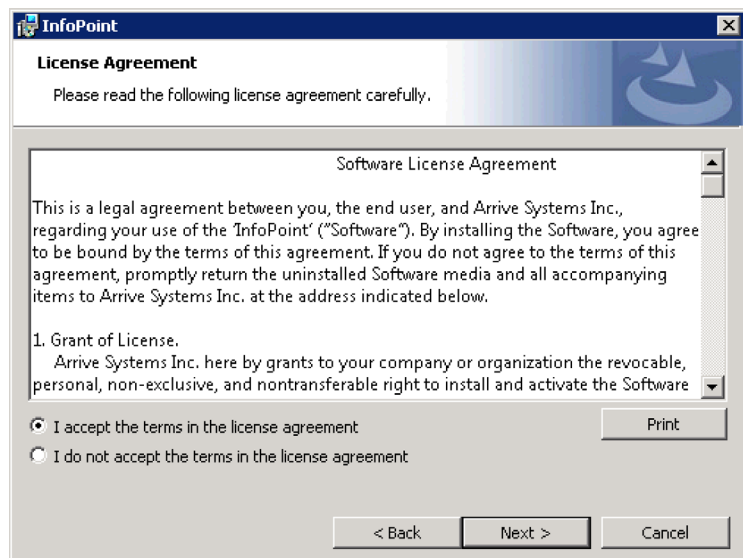 InfoPoint
License Agreement
Please read the following license agreement carefully.
Software License Agreement
This is a legal agreement between you, the end user, and Arrive Systems Inc.,
regarding your use of the 'InfoPoint' ("Software"). By installing the Software, you agree
to be bound by the terms of this agreement. If you do not agree to the terms of this
agreement, promptly return the uninstalled Software media and all accompanying
items to Arrive Systems Inc. at the address indicated below.
1. Grant of License.
Arrive Systems Inc. here by grants to your company or organization the revocable,
personal, non-exclusive, and nontransferable right to install and activate the Software
I accept the terms in the license agreement
Print
I do not accept the terms in the license agreement
< Back
Next >
Cancel